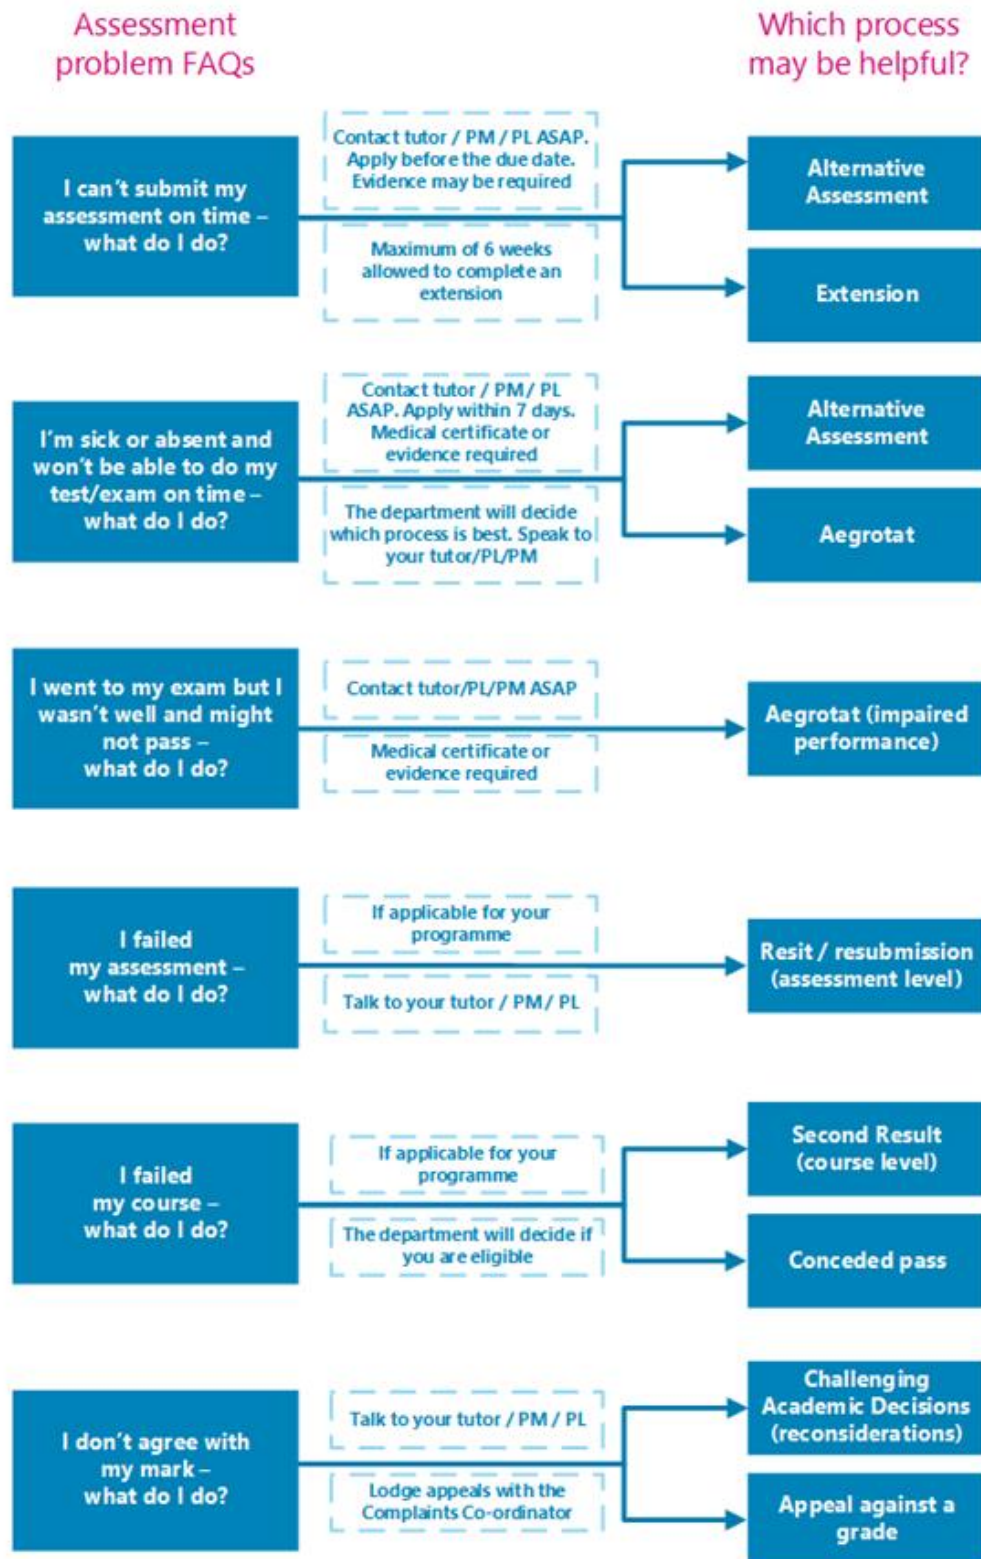 Assessment
problem FAQs
Which process
may be helpful?
I can't submit my
assessment on time –
what do I do?
Contact tutor / PM / PL ASAP.
Apply before the due date.
Evidence may be required
Maximum of 6 weeks
allowed to complete an
extension
Alternative
Assessment
Extension
I'm sick or absent and
won't be able to do my
test/exam on time –
what do I do?
Contact tutor / PM / PL
ASAP. Apply within 7 days.
Medical certificate or
evidence required
The department will decide
which process is best. Speak to
your tutor/PL/PM
Alternative
Assessment
Aegrotat
I went to my exam but I
wasn't well and might
not pass –
what do I do?
Contact tutor/PL/PM ASAP
Medical certificate or
evidence required
Aegrotat (impaired
performance)
I failed
my assessment –
what do I do?
If applicable for your
programme
Talk to your tutor / PM / PL
Resit / resubmission
(assessment level)
I failed
my course –
what do I do?
If applicable for your
programme
The department will decide if
you are eligible
Second Result
(course level)
Conceded pass
I don't agree with
my mark –
what do I do?
Talk to your tutor / PM / PL
Lodge appeals with the
Complaints Co-ordinator
Challenging
Academic Decisions
(reconsiderations)
Appeal against a
grade